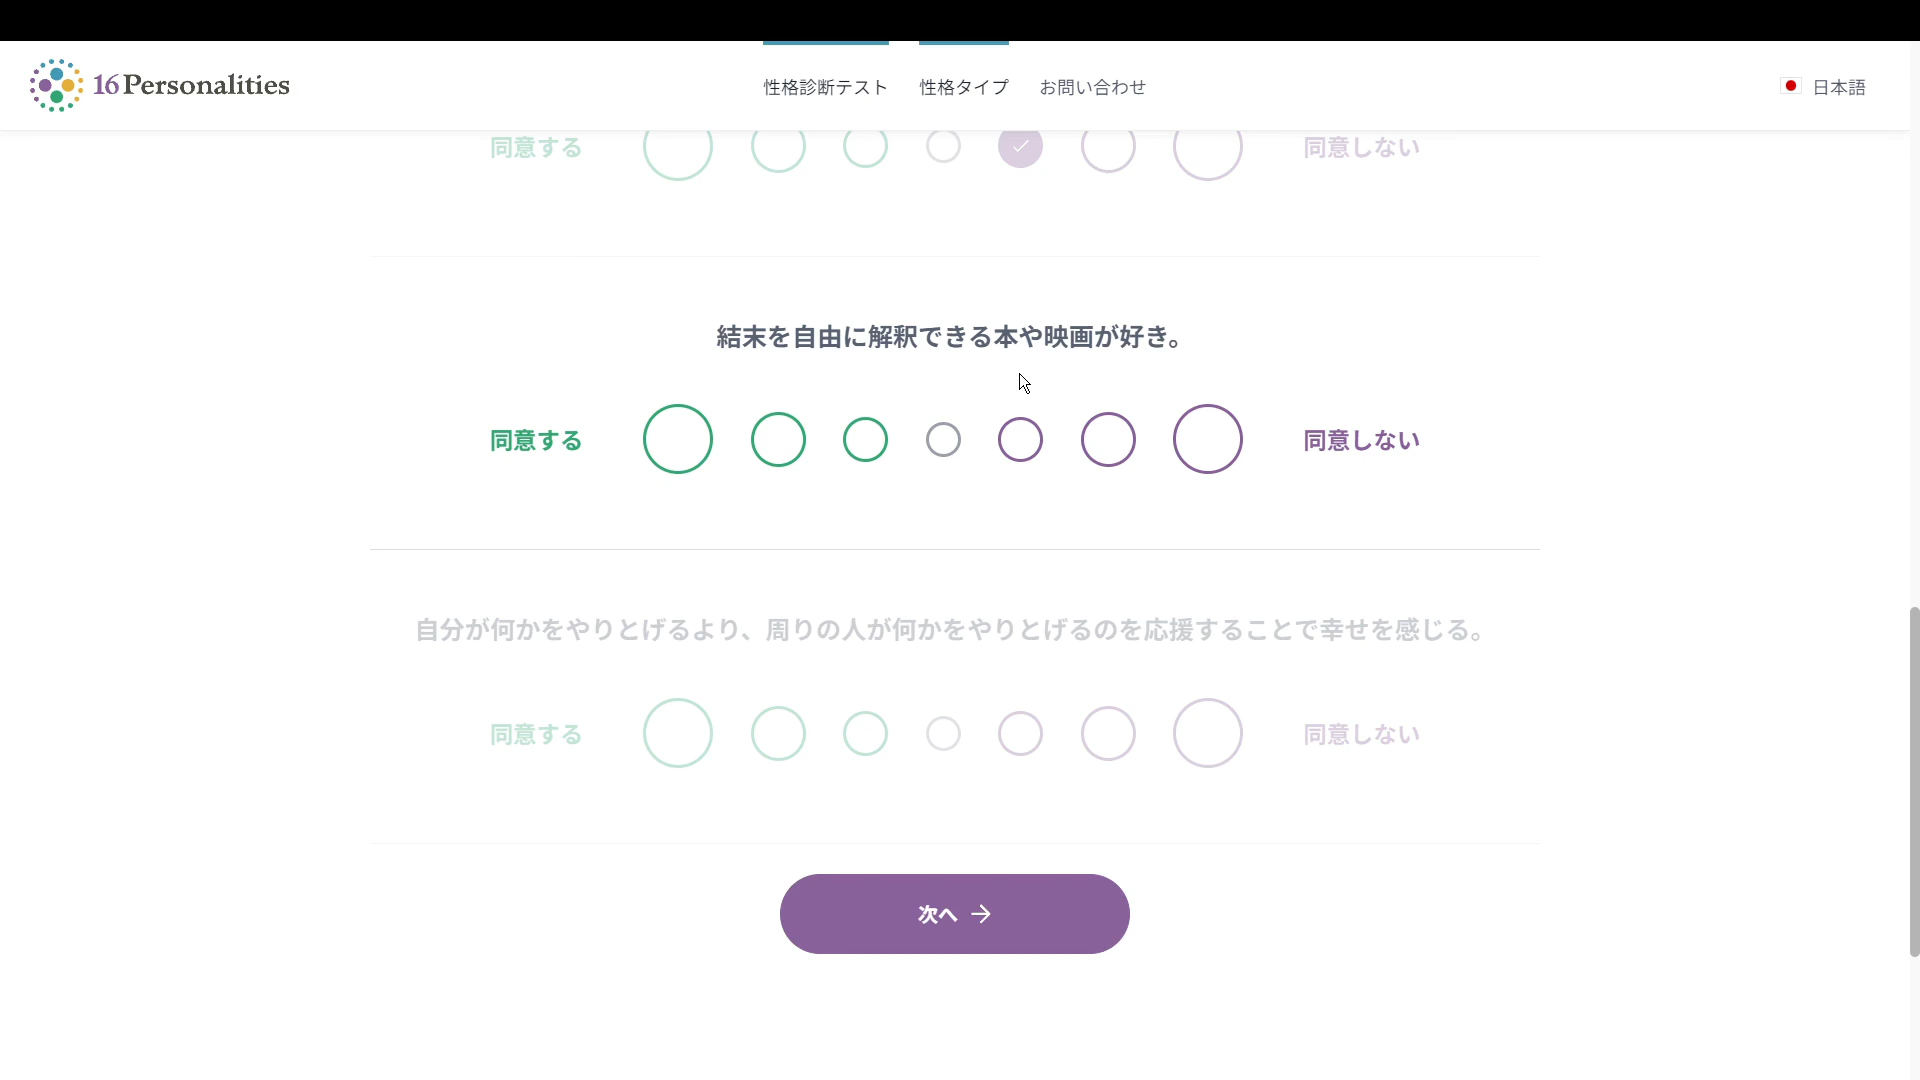 16Personalities
性格診断テスト
性格タイプ
お問い合わせ
日本語
同意する
同意しない
結末を自由に解釈できる本や映画が好き。
同意する
同意しない
自分が何かをやりとげるより、周りの人が何かをやりとげるのを応援することで幸せを感じる。
同意する
同意しない
次へ →